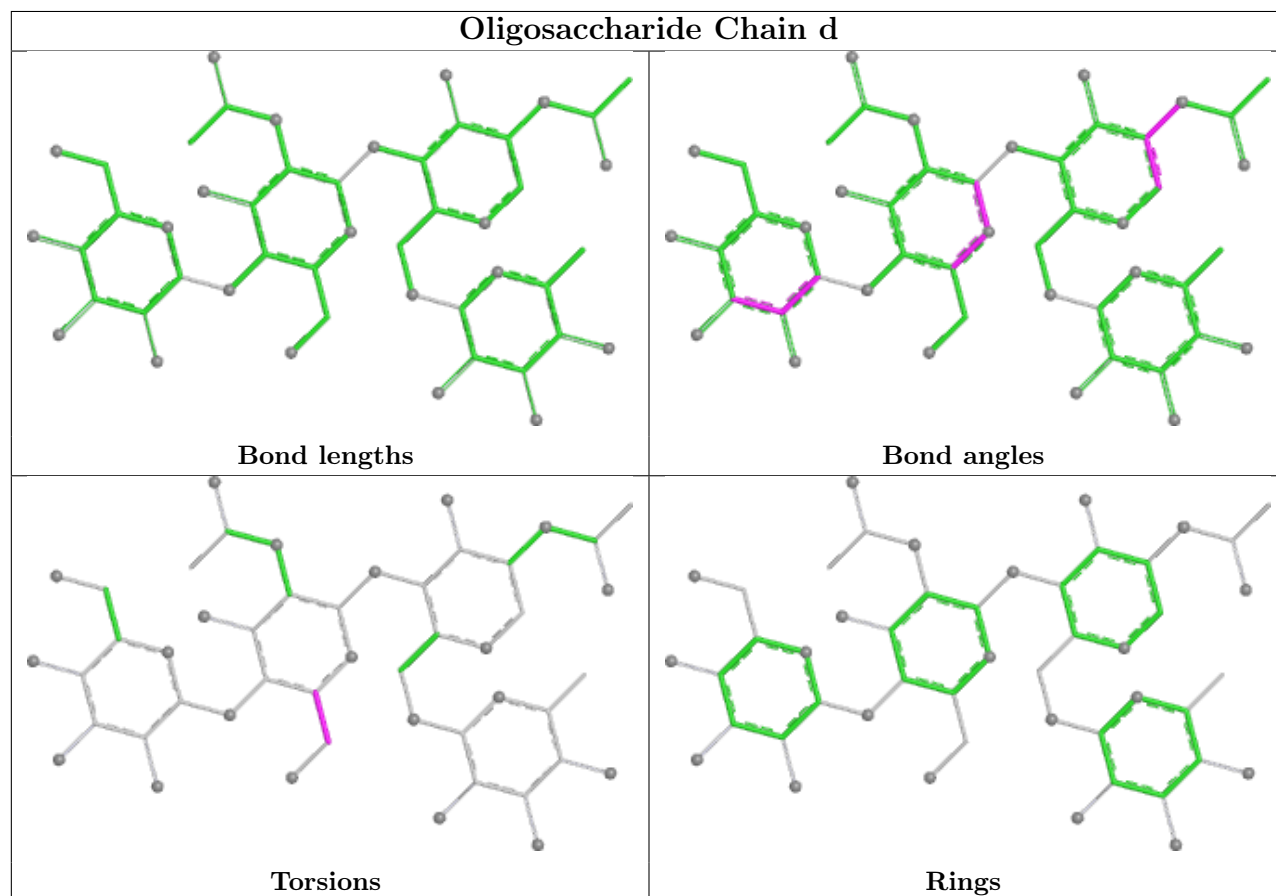 Oligosaccharide Chain d
Bond lengths
Bond angles
Torsions
Rings